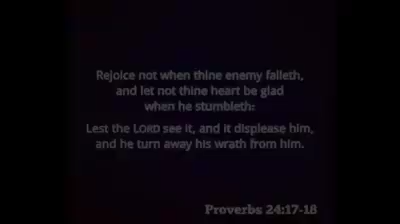 Rejoice not when thine enemy falleth,
and let not thine heart be glad
when he stumbleth:
Lest the LORD see it, and it displease him,
and he turn away his wrath from him.
Proverbs 24:17-18